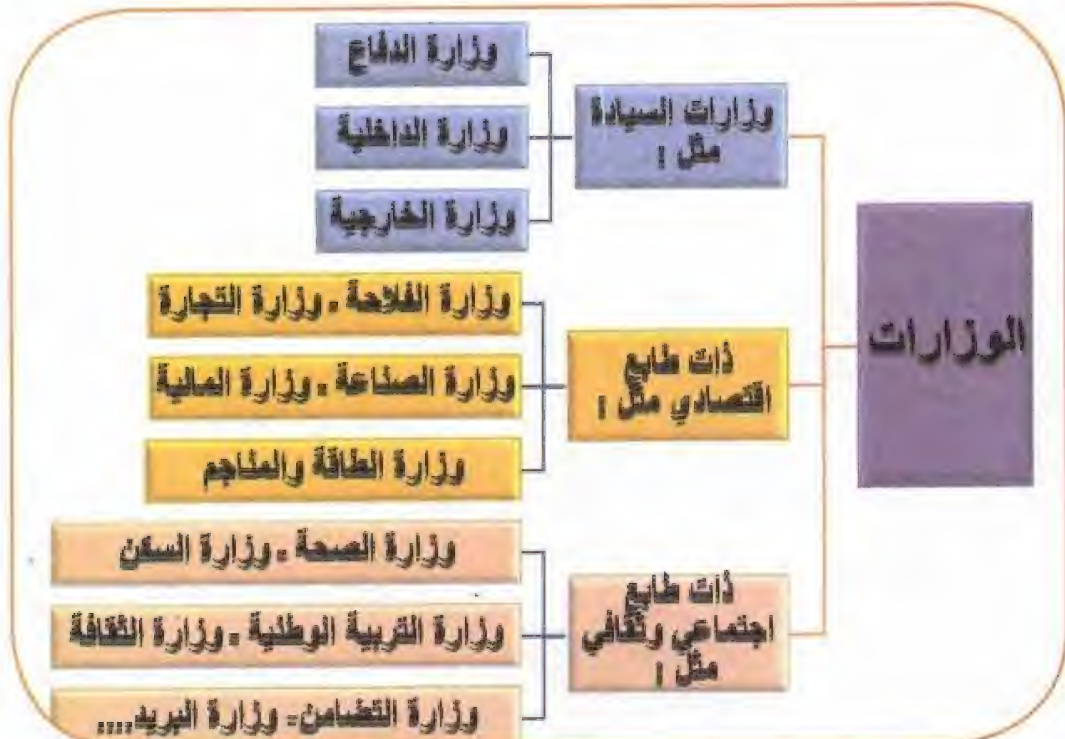 الوزارات
وزارات السيادة
مثل :
وزارة الدفاع
وزارة الداخلية
وزارة الخارجية
ذات طابع
اقتصادي مثل :
وزارة الفلاحة - وزارة التجارة
وزارة الصناعة - وزارة المالية
وزارة الطاقة والمناجم
ذات طابع
اجتماعي وثقافي
مثل :
وزارة الصحة - وزارة السكن
وزارة التربية الوطنية - وزارة الثقافة
وزارة التضامن- وزارة البريد....